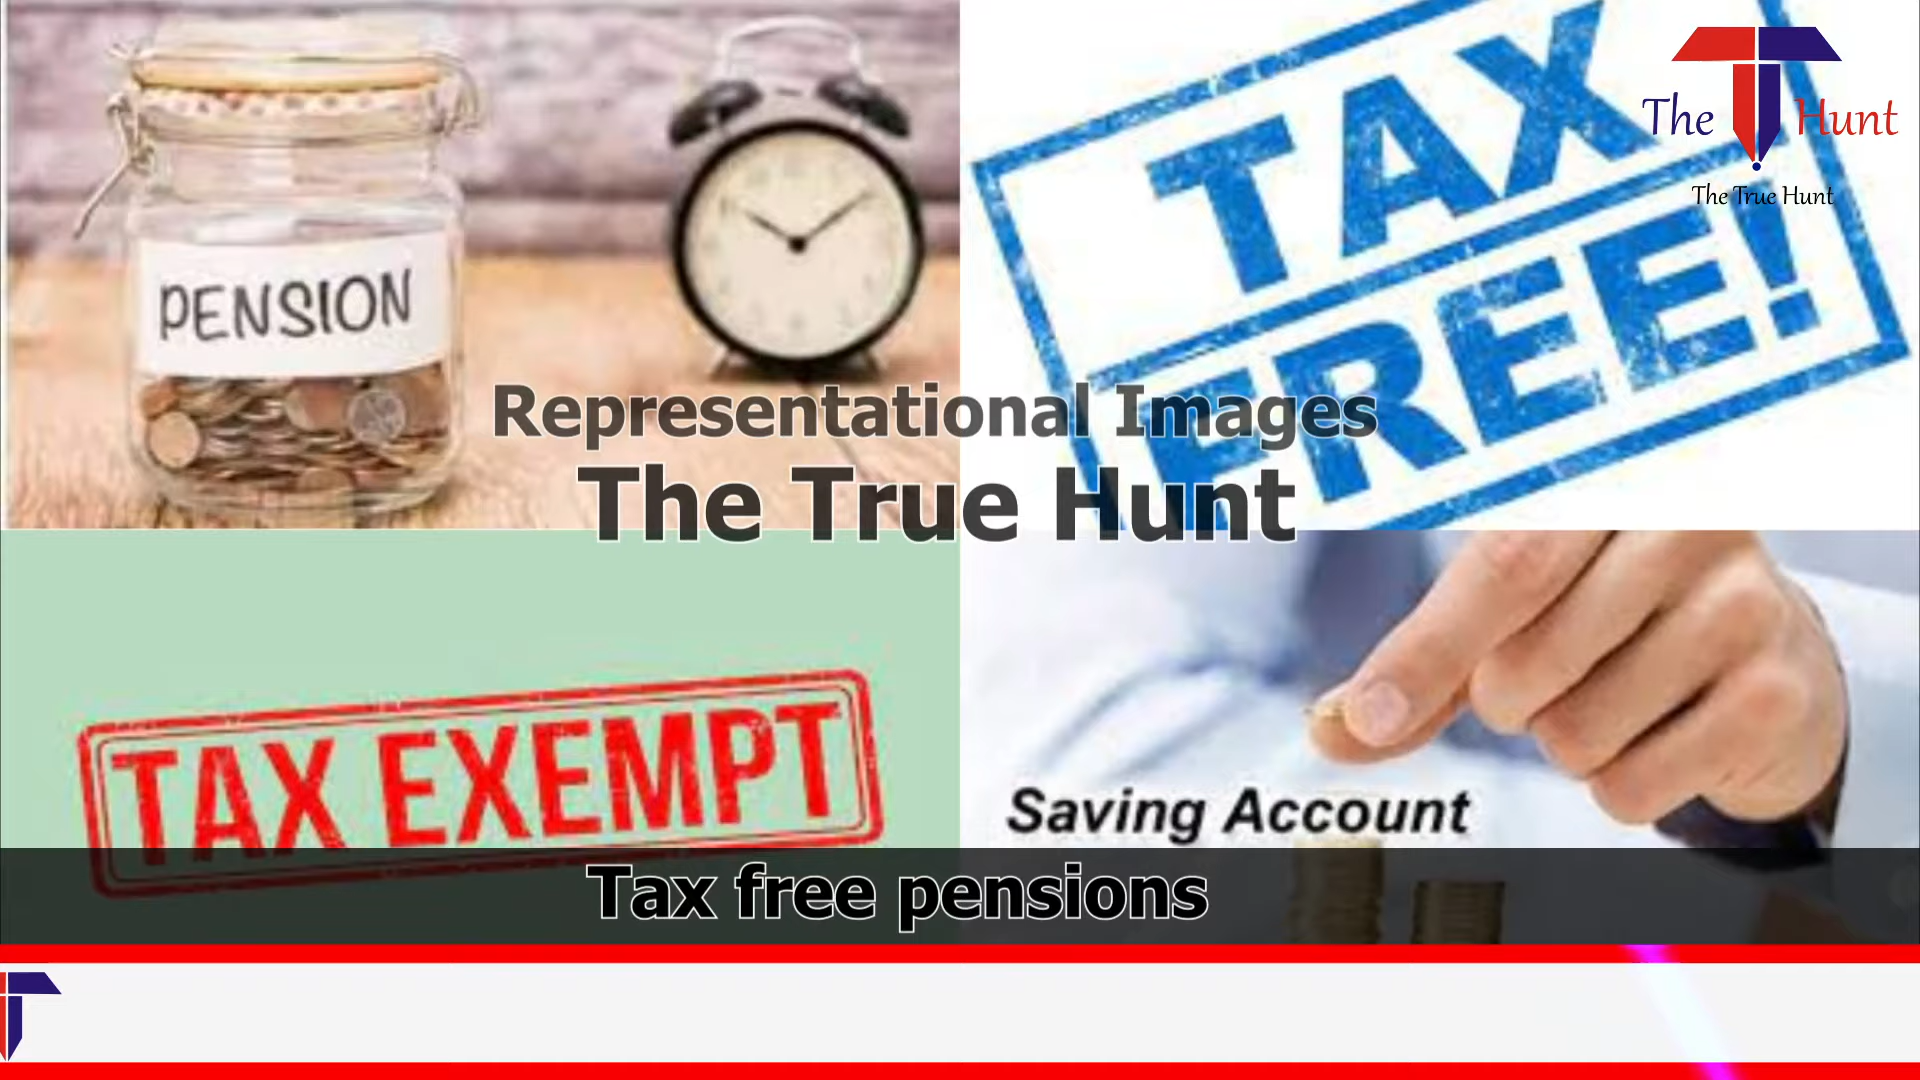 PENSION
TAX
FREE!
The Hunt
The True Hunt
Representational Images
The True Hunt
TAX EXEMPT
Saving Account
Tax free pensions